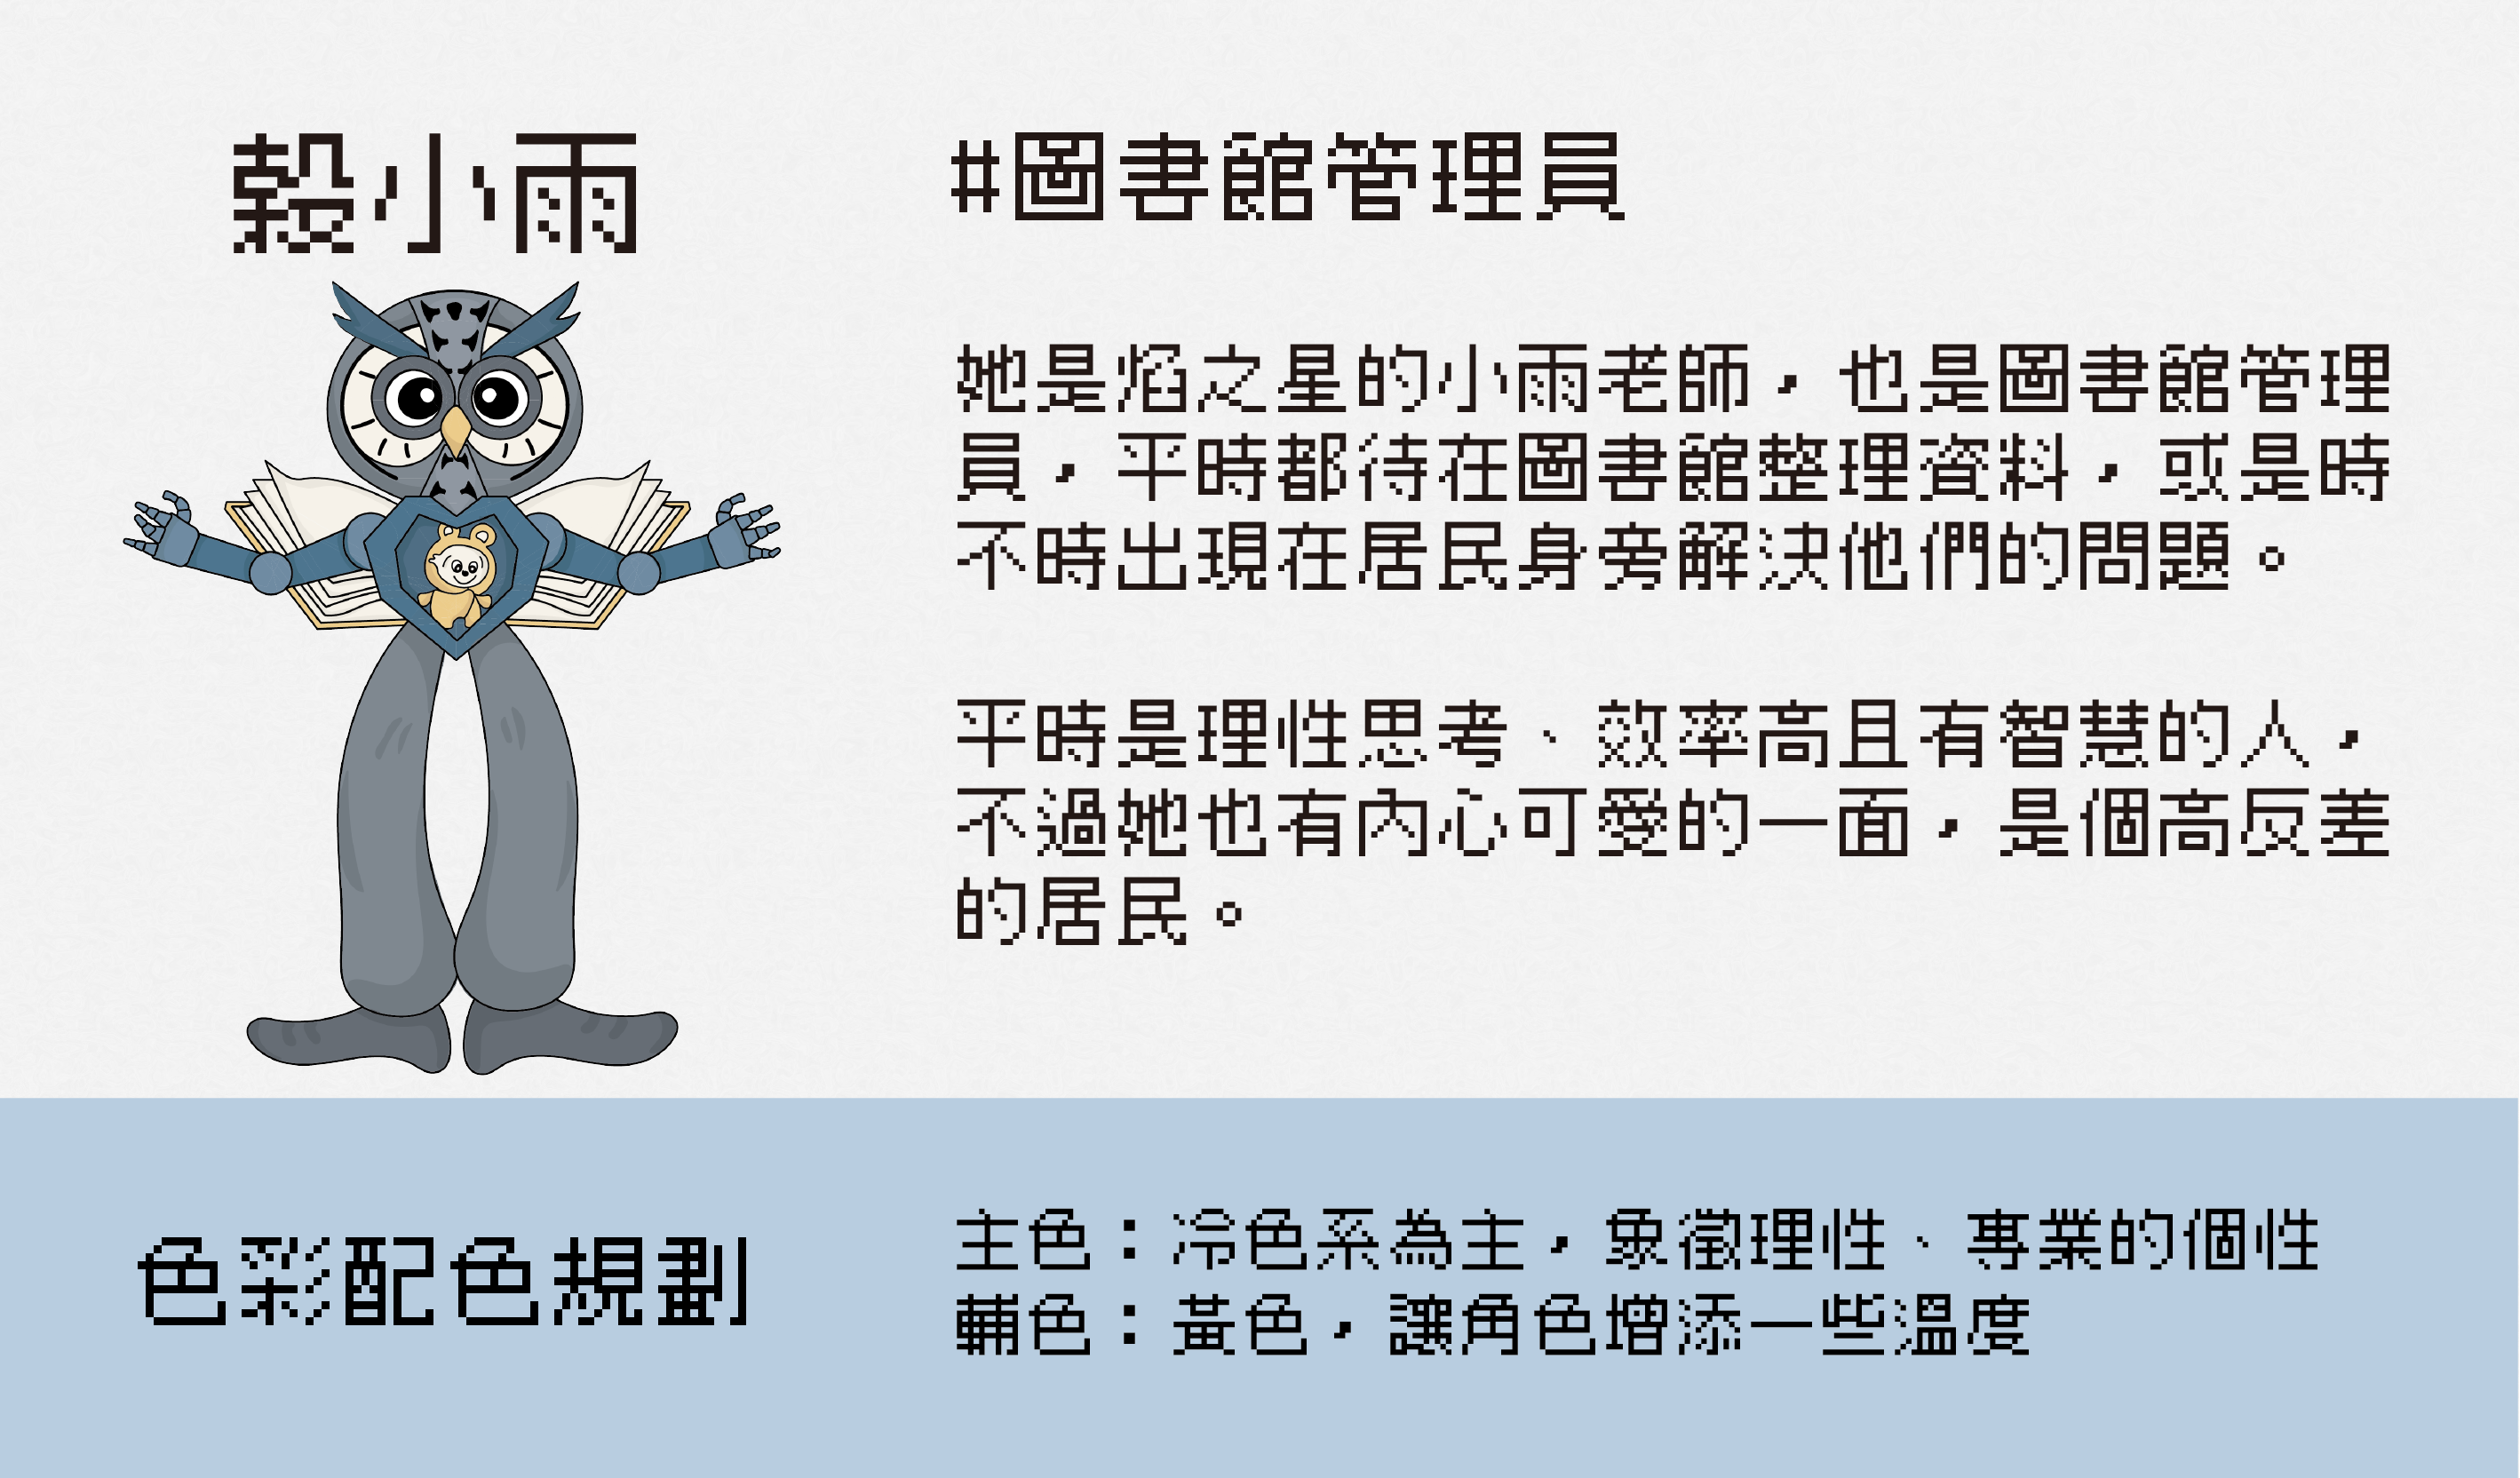 穀小雨
#圖書館管理員
她是焰之星的小雨老師，也是圖書館管理
員，平時都待在圖書館整理資料，或是時
不時出現在居民身旁解決他們的問題。
平時是理性思考、效率高且有智慧的人，
不過她也有內心可愛的一面，是個高反差
的居民。
色彩配色規劃
主色：冷色系為主，象徵理性、專業的個性
輔色：黃色，讓角色增添一些溫度